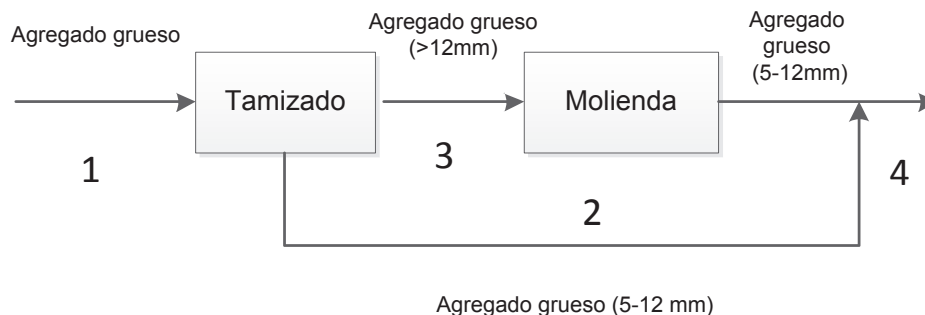 Agregado grueso
Tamizado
Agregado grueso
(>12mm)
Molienda
Agregado
grueso
(5-12mm)
1
3
2
4
Agregado grueso (5-12 mm)